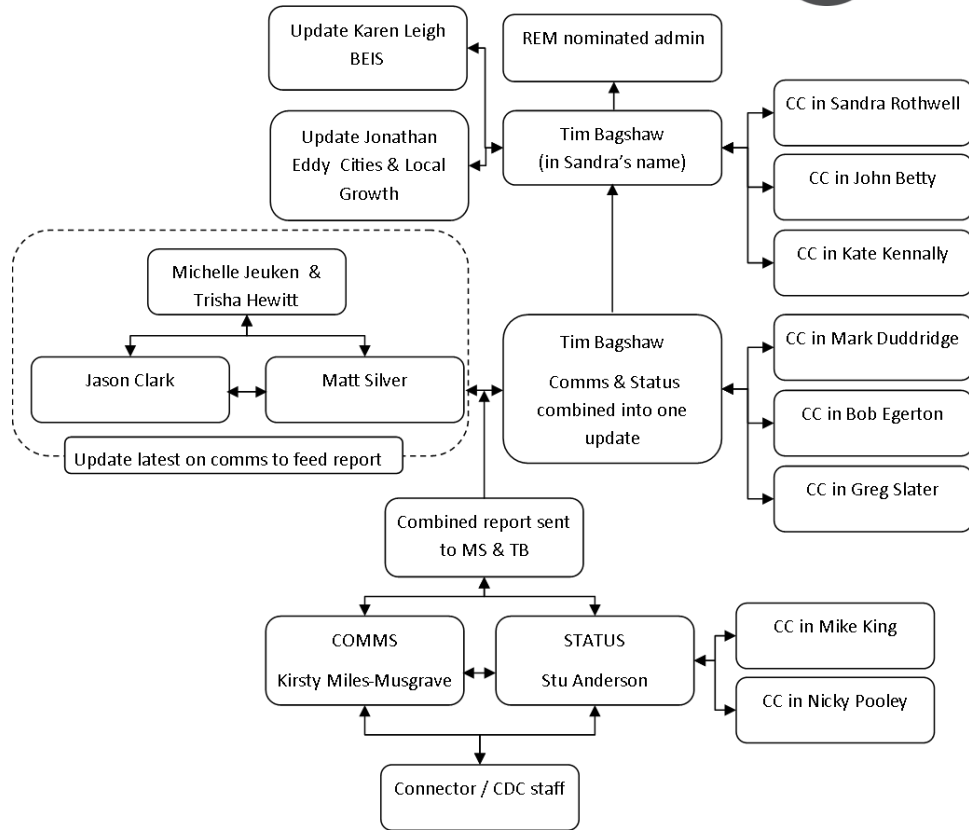 Update Karen Leigh
BEIS
REM nominated admin
Update Jonathan
Eddy Cities & Local
Growth
Tim Bagshaw
(in Sandra's name)
CC in Sandra Rothwell
CC in John Betty
CC in Kate Kennally
Michelle Jeuken &
Trisha Hewitt
Jason Clark
Matt Silver
Update latest on comms to feed report
Tim Bagshaw
Comms & Status
combined into one
update
CC in Mark Duddridge
CC in Bob Egerton
CC in Greg Slater
Combined report sent
to MS & TB
COMMS
Kirsty Miles-Musgrave
STATUS
Stu Anderson
CC in Mike King
CC in Nicky Pooley
Connector / CDC staff